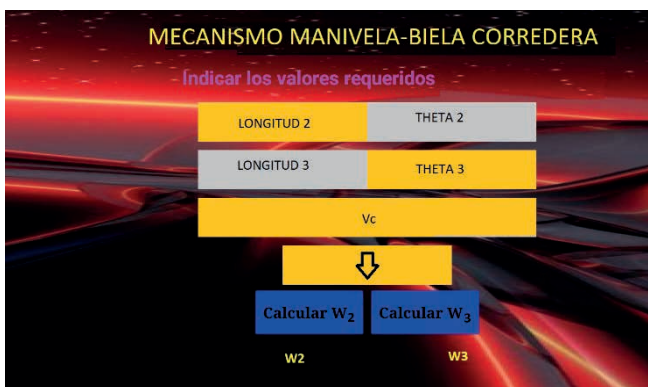 MECANISMO MANIVELA-BIELA CORREDERA
Indicar los valores requeridos
LONGITUD 2 THETA 2
LONGITUD 3 THETA 3
Vc
Calcular W₂ Calcular W₃
W2 W3